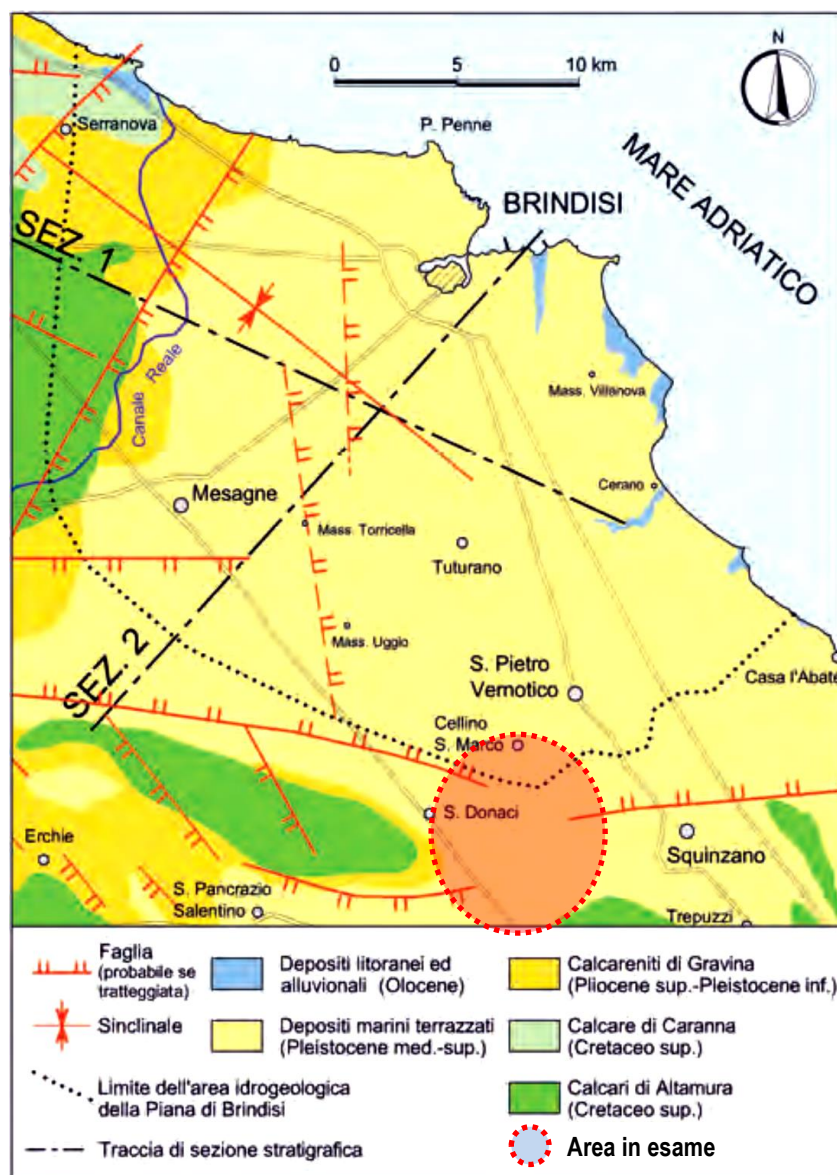 N
0 5 10 km
P. Penne
Serranova
MARE ADRIATICO
BRINDISI
SEZ. 1
Canale Reale
Mass. Villanova
Cerano
Mesagne
Mass. Torricella
Tuturano
Mass. Uggio
SEZ. 2
S. Pietro
Vernotico
Casa l'Abate
Cellino
S. Marco
S. Donaci
Erchie
Squinzano
S. Pancrazio
Salentino
Trepuzzi
Faglia
(probabile se
tratteggiata)
Sinclinale
Limite dell'area idrogeologica
della Piana di Brindisi
Traccia di sezione stratigrafica
Depositi litoranei ed
alluvionali (Olocene)
Depositi marini terrazzati
(Pleistocene med.-sup.)
Calcareniti di Gravina
(Pliocene sup.-Pleistocene inf.)
Calcare di Caranna
(Cretaceo sup.)
Calcari di Altamura
(Cretaceo sup.)
Area in esame